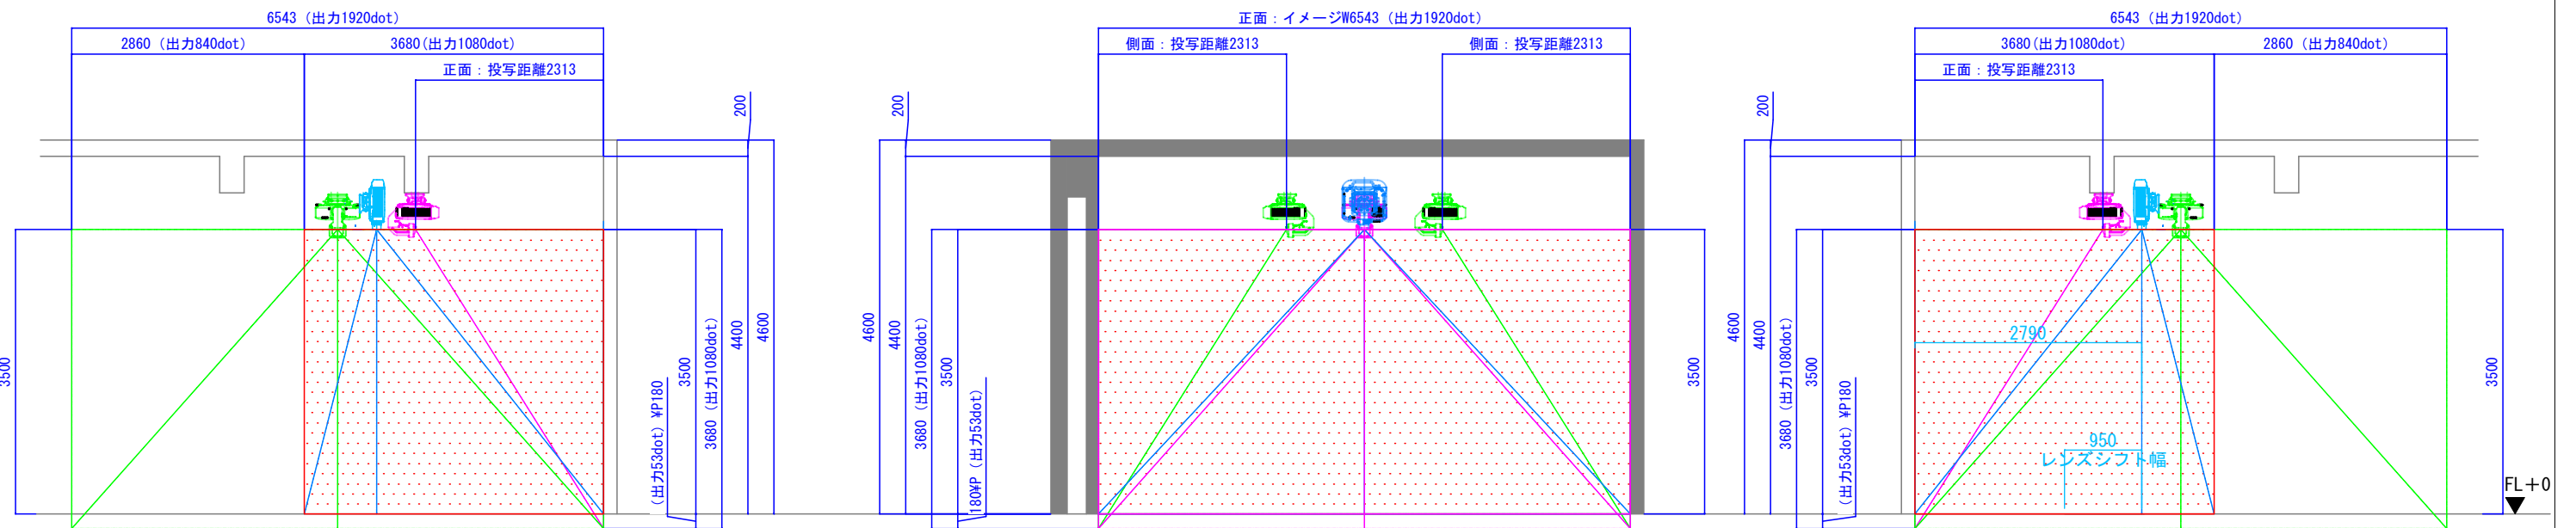 6543 (出力1920dot)
2860 (出力840dot)
3680(出力1080dot)
正面：投写距離2313
200
3500
(出力53dot) ¥P180
3500
3680 (出力1080dot)
4400
4600
正面：イメージW6543 (出力1920dot)
側面：投写距離2313
側面：投写距離2313
200
4600
4400
3680 (出力1080dot)
3500
180¥P (出力53dot)
3500
6543 (出力1920dot)
3680(出力1080dot)
2860 (出力840dot)
正面：投写距離2313
200
4600
4400
3680 (出力1080dot)
3500
(出力53dot) ¥P180
2790
950
レンズシフト幅
3500
FL+0